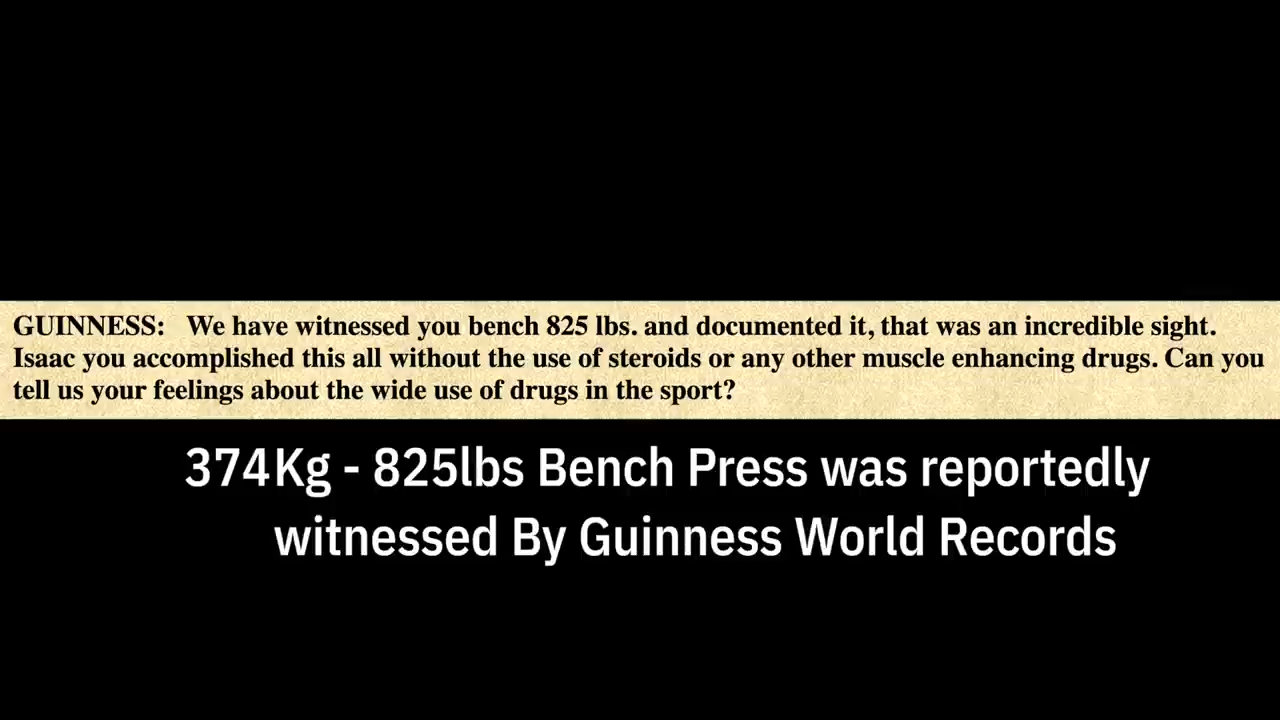 GUINNESS: We have witnessed you bench 825 lbs. and documented it, that was an incredible sight.
Isaac you accomplished this all without the use of steroids or any other muscle enhancing drugs. Can you
tell us your feelings about the wide use of drugs in the sport?
374Kg - 825lbs Bench Press was reportedly
witnessed By Guinness World Records